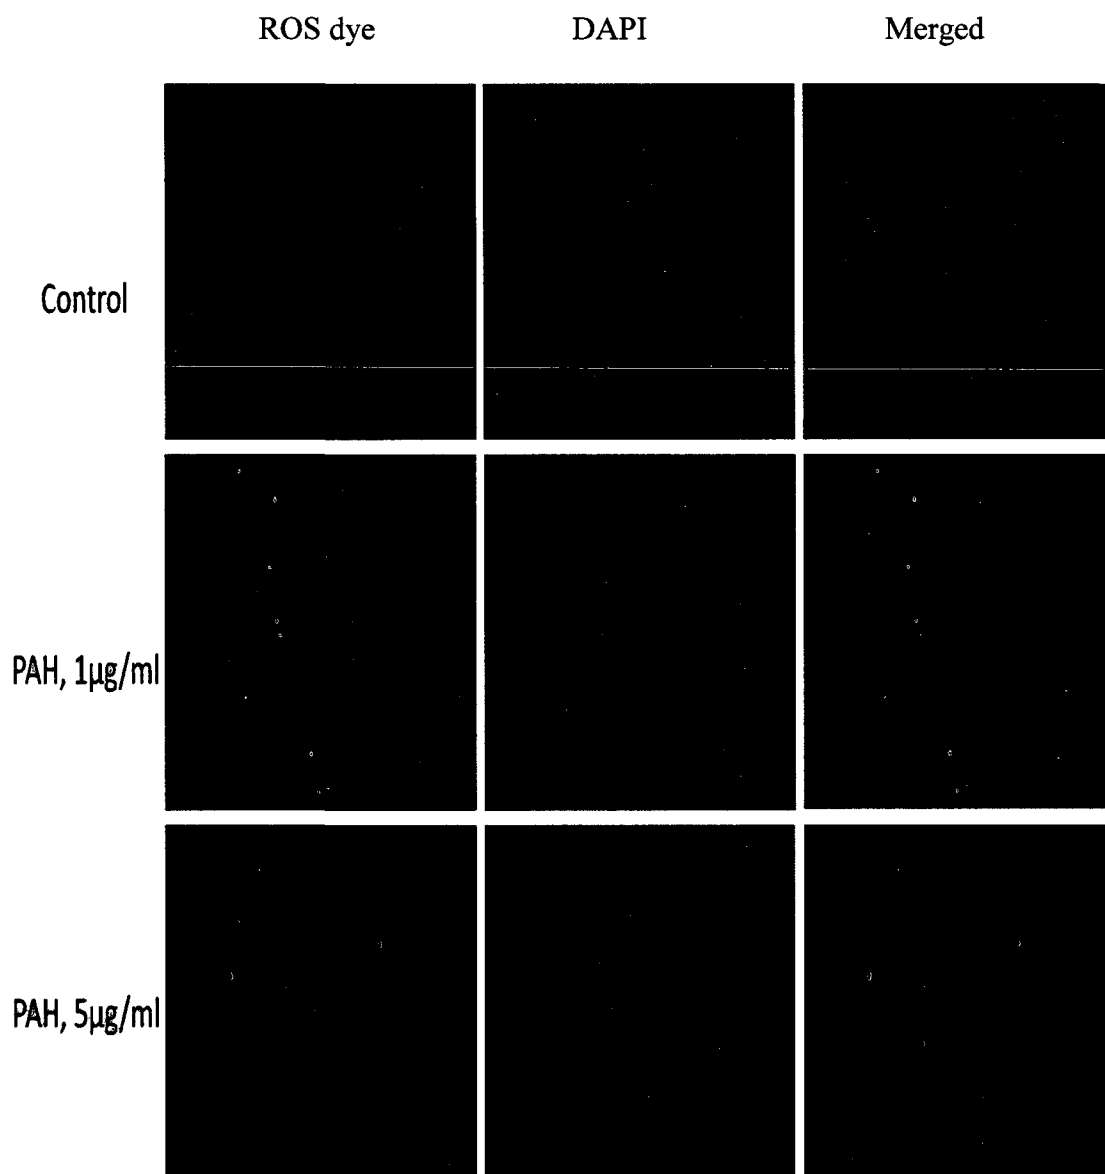 ROS dye DAPI Merged
Control
PAH, 1µg/ml
PAH, 5µg/ml